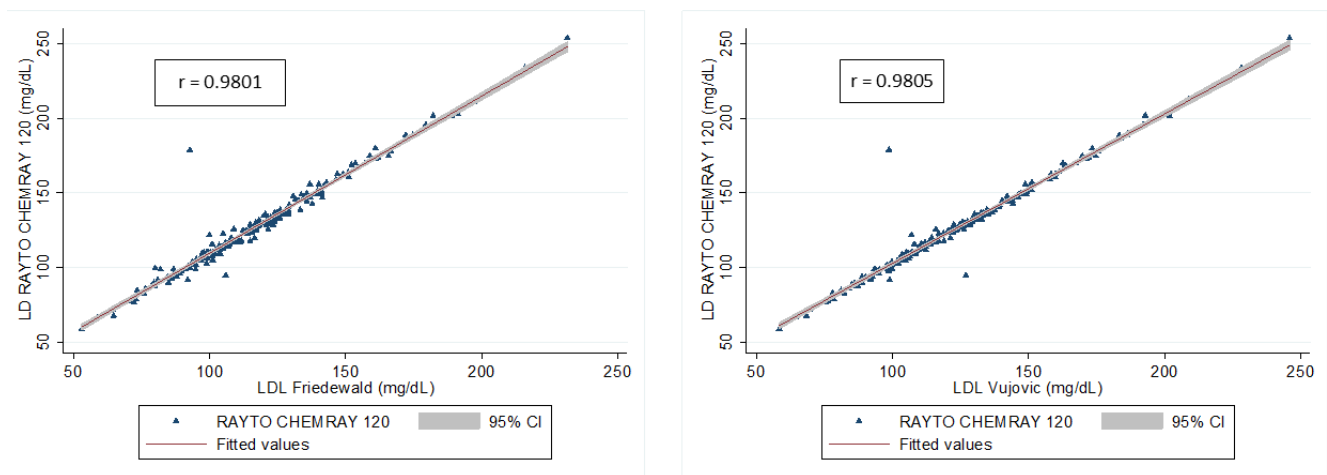 LD RAYTO CHEMRAY 120 (mg/dL)
250
200
150
100
50
r = 0.9801
50
100
150
200
250
LDL Friedewald (mg/dL)
RAYTO CHEMRAY 120
95% CI
Fitted values
LD RAYTO CHEMRAY 120 (mg/dL)
250
200
150
100
50
r = 0.9805
50
100
150
200
250
LDL Vujovic (mg/dL)
RAYTO CHEMRAY 120
95% CI
Fitted values